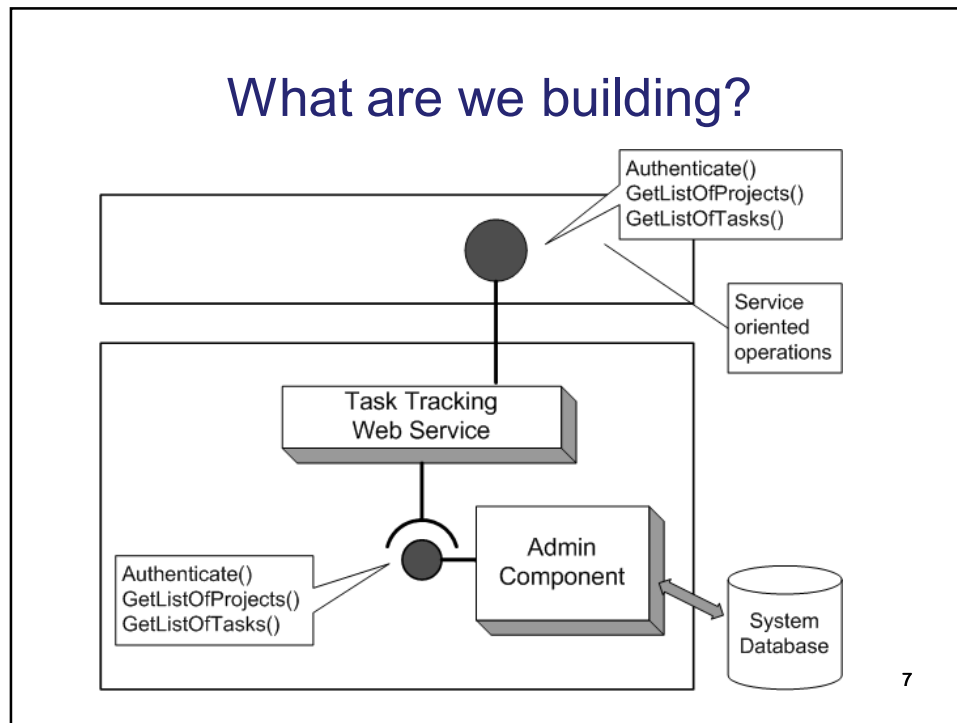 What are we building?
Authenticate()
GetListOfProjects()
GetListOfTasks()
Service
oriented
operations
Task Tracking
Web Service
Authenticate()
GetListOfProjects()
GetListOfTasks()
Admin
Component
System
Database
7